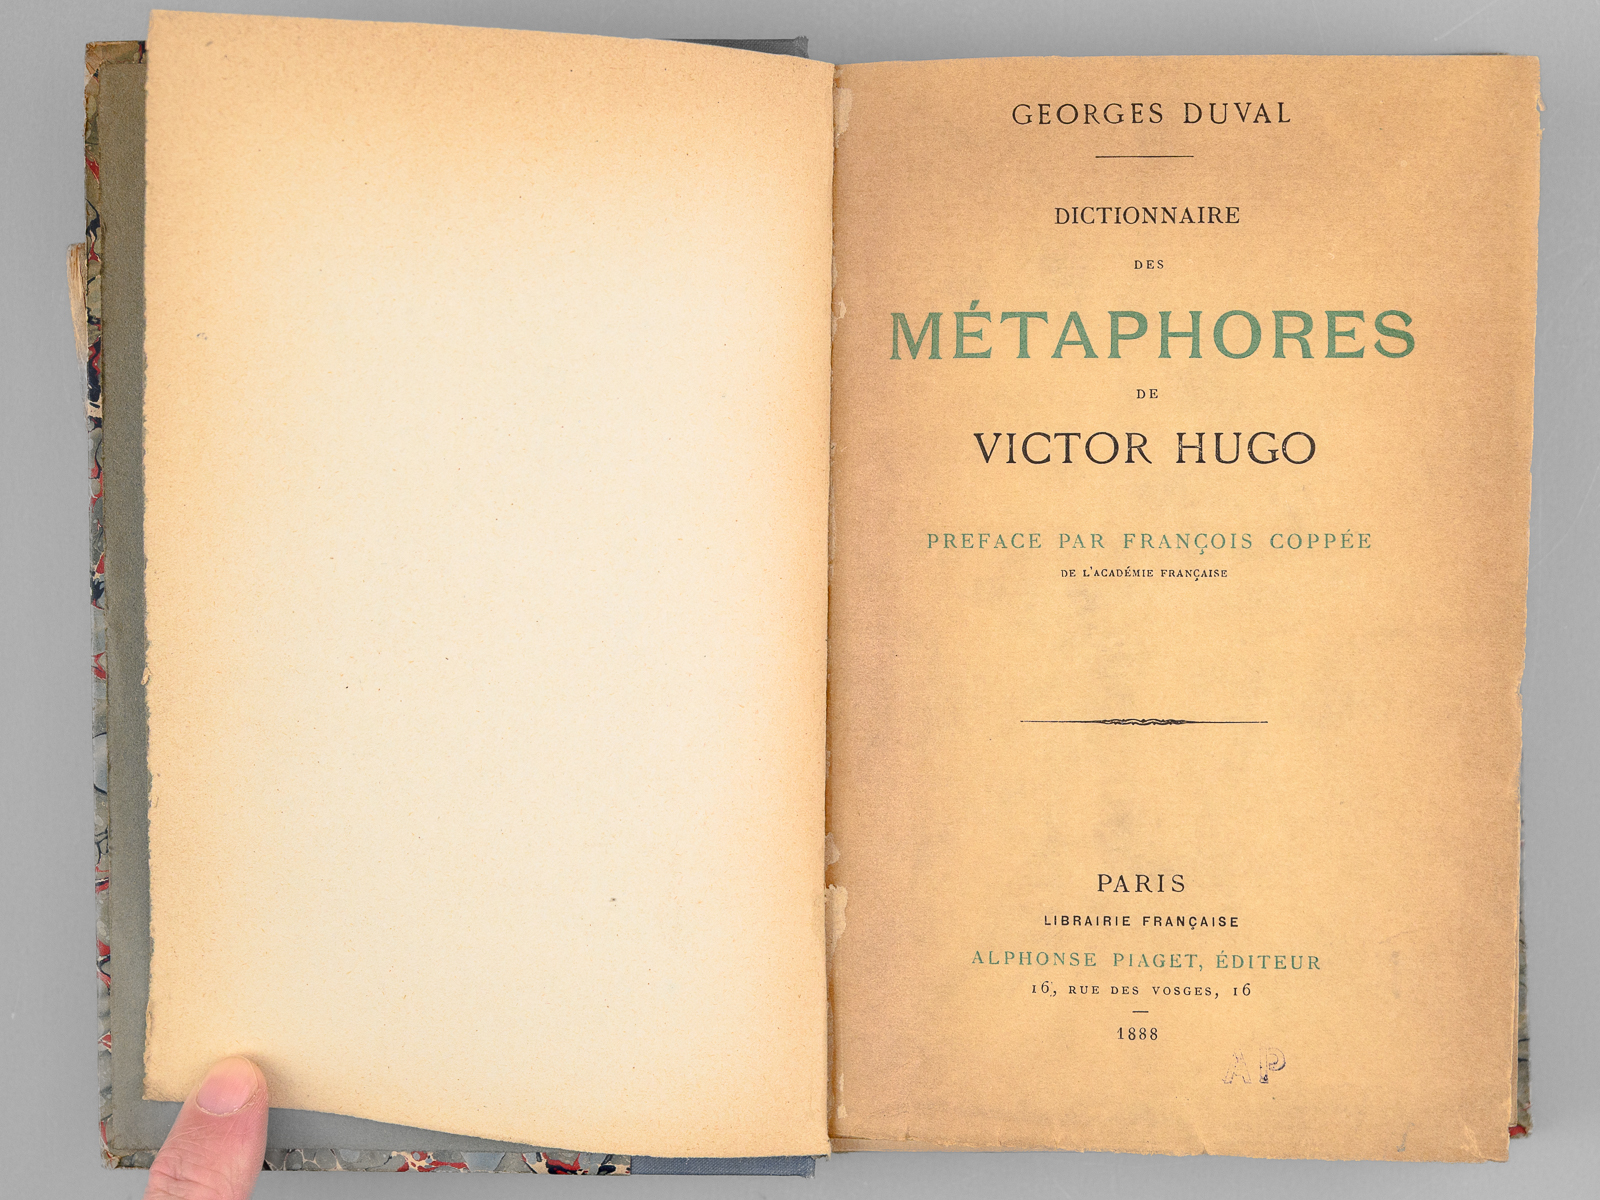 GEORGES DUVAL
DICTIONNAIRE
DES
MÉTAPHORES
DE
VICTOR HUGO
PREFACE PAR FRANÇOIS COPPÉE
DE L'ACADÉMIE FRANÇAISE
PARIS
LIBRAIRIE FRANÇAISE
ALPHONSE PIAGET, ÉDITEUR
16, RUE DES VOSGES, 16
1888
AP